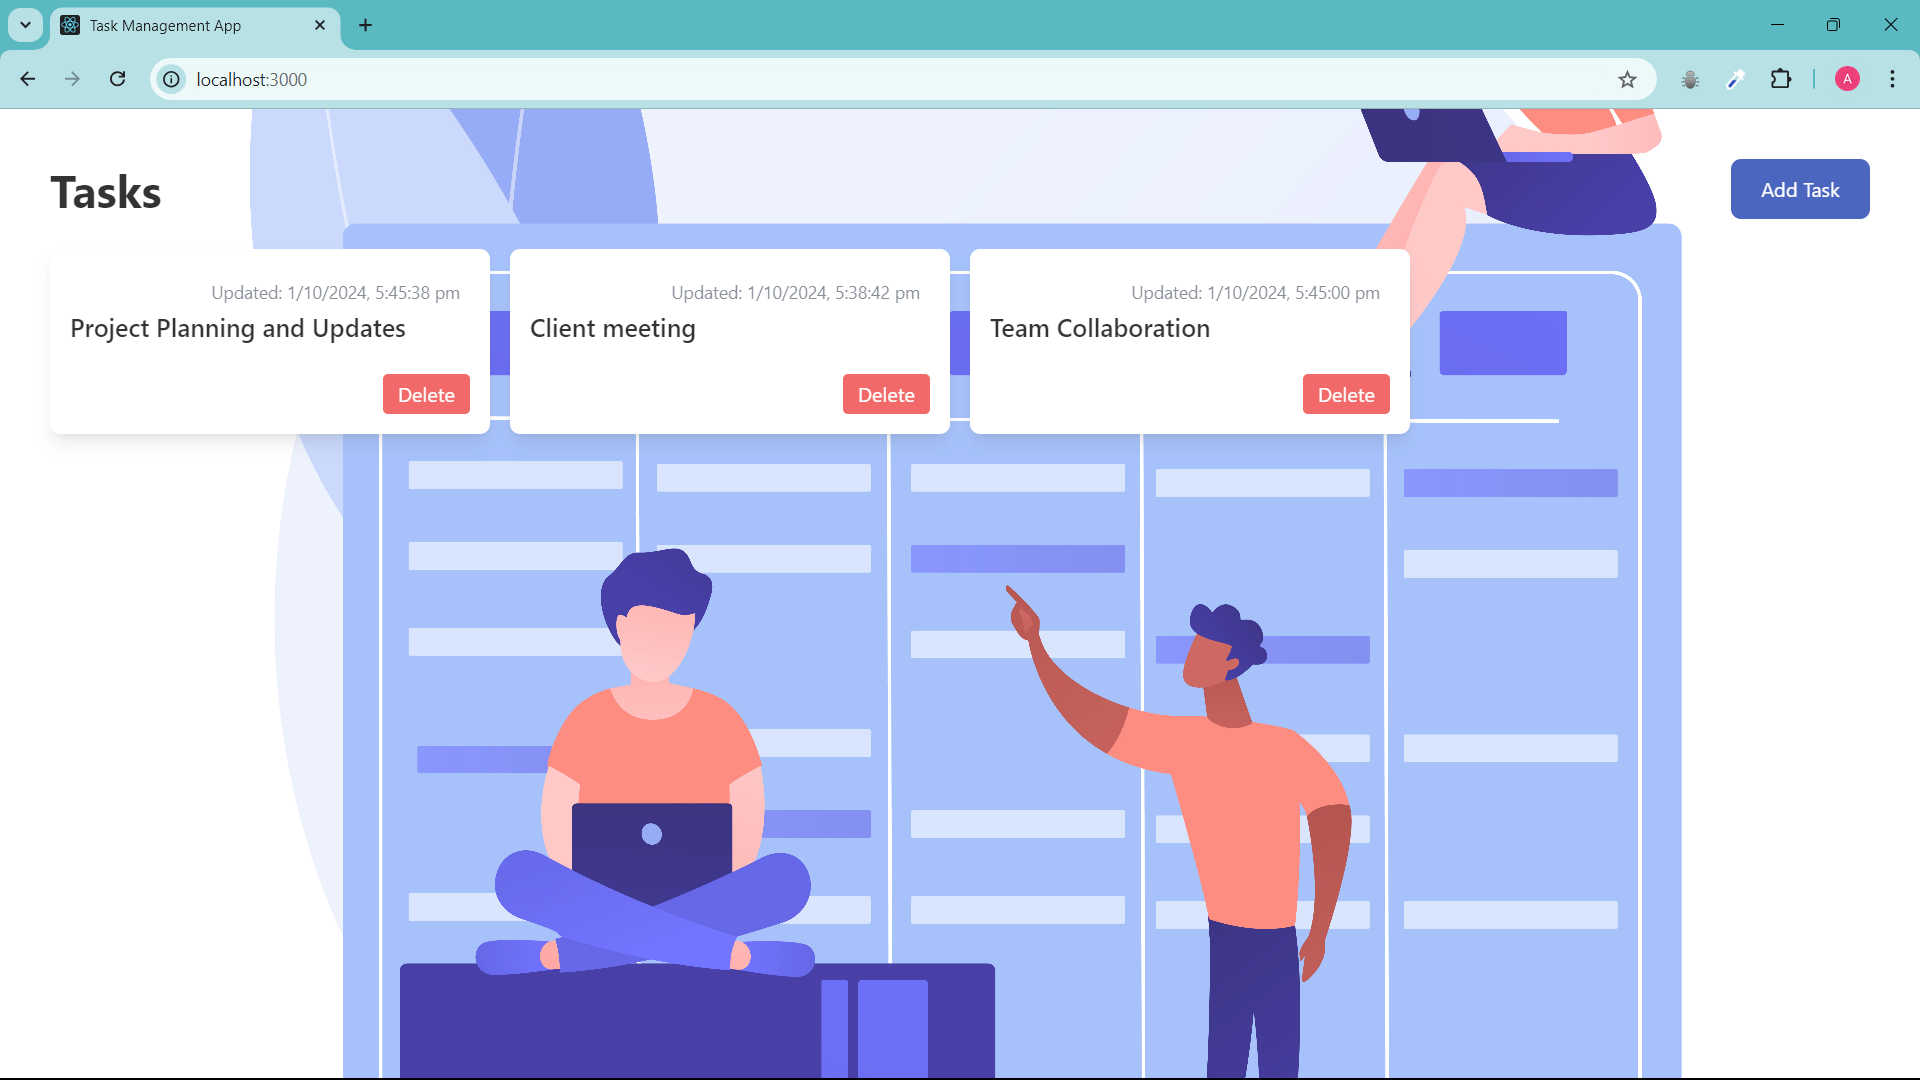 Task Management App
localhost:3000
A
Tasks
Add Task
Updated: 1/10/2024, 5:45:38 pm
Project Planning and Updates
Delete
Updated: 1/10/2024, 5:38:42 pm
Client meeting
Delete
Updated: 1/10/2024, 5:45:00 pm
Team Collaboration
Delete